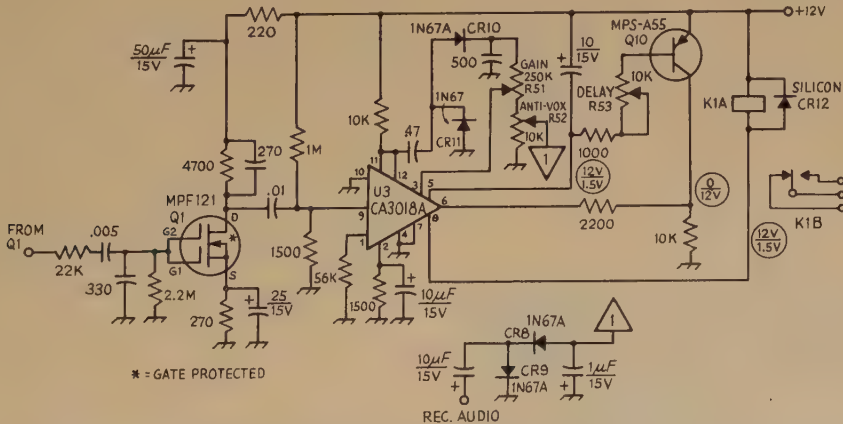 +12V
220
50µF
15V
MPS-A55
Q10
1N67A
CR10
500
GAIN
250K
R51
ANTI-VOX
R52
10K
1
10
15V
10K
DELAY
R53
1000
12V
1.5V
K1A
SILICON
CR12
K1B
12V
1.5V
0
12V
10K
2200
1N67
CR11
.47
10K
1M
4700
270
MPF121
Q1
D
*
G2
G1
S
FROM
Q1
22K
.005
330
2.2M
270
25
15V
.01
1500
56K
1500
10µF
15V
U3
CA3018A
11
12
10
9
1
2
4
7
3
5
6
8
* = GATE PROTECTED
10µF
15V
CR8
1N67A
CR9
1N67A
1µF
15V
1
REC. AUDIO